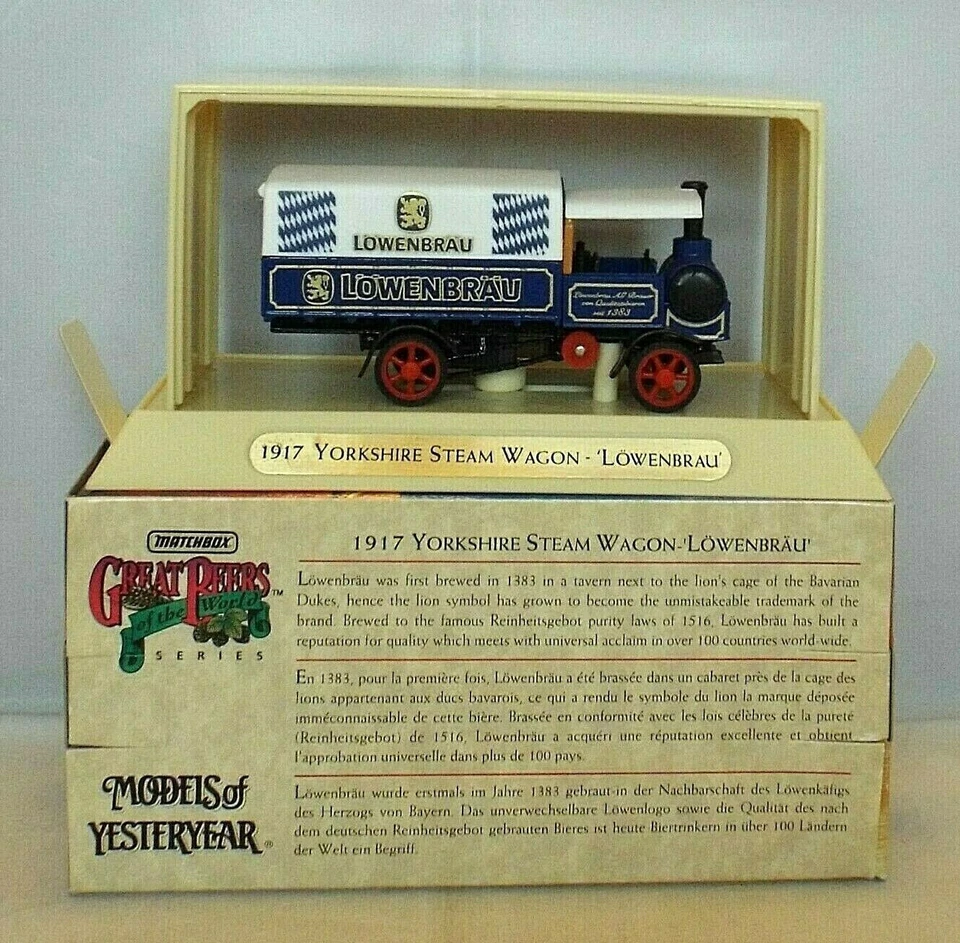 LÖWENBRÄU
LÖWENBRÄU
Löwenbräu AG Brauer
von Qualitätsbieren
seit 1383
1917 YORKSHIRE STEAM WAGON - 'LÖWENBRAU'
MATCHBOX
GREAT BEERS
of the World™
SERIES
MODELS of
YESTERYEAR®
1917 YORKSHIRE STEAM WAGON-'LÖWENBRÄU'
Löwenbräu was first brewed in 1383 in a tavern next to the lion's cage of the Bavarian
Dukes, hence the lion symbol has grown to become the unmistakeable trademark of the
brand. Brewed to the famous Reinheitsgebot purity laws of 1516, Löwenbräu has built a
reputation for quality which meets with universal acclaim in over 100 countries world-wide.
En 1383, pour la première fois, Löwenbräu a été brassée dans un cabaret près de la cage des
lions appartenant aux ducs bavarois, ce qui a rendu le symbole du lion la marque déposée
imméconnaissable de cette bière. Brassée en conformité avec les lois célèbres de la pureté
(Reinheitsgebot) de 1516, Löwenbräu a acquéri une réputation excellente et obtient
l'approbation universelle dans plus de 100 pays.
Löwenbräu wurde erstmals im Jahre 1383 gebraut-in der Nachbarschaft des Löwenkäfigs
des Herzogs von Bayern. Das unverwechselbare Löwenlogo sowie die Qualität des nach
dem deutschen Reinheitsgebot gebrauten Bieres ist heute Biertrinkern in über 100 Ländern
der Welt ein Begriff.